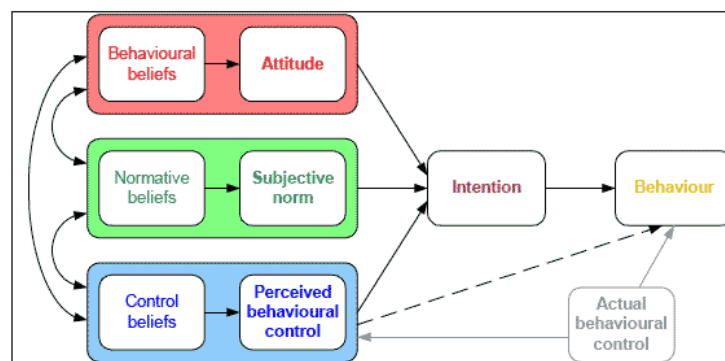 Behavioural
beliefs
Attitude
Normative
beliefs
Subjective
norm
Intention
Behaviour
Control
beliefs
Perceived
behavioural
control
Actual
behavioural
control